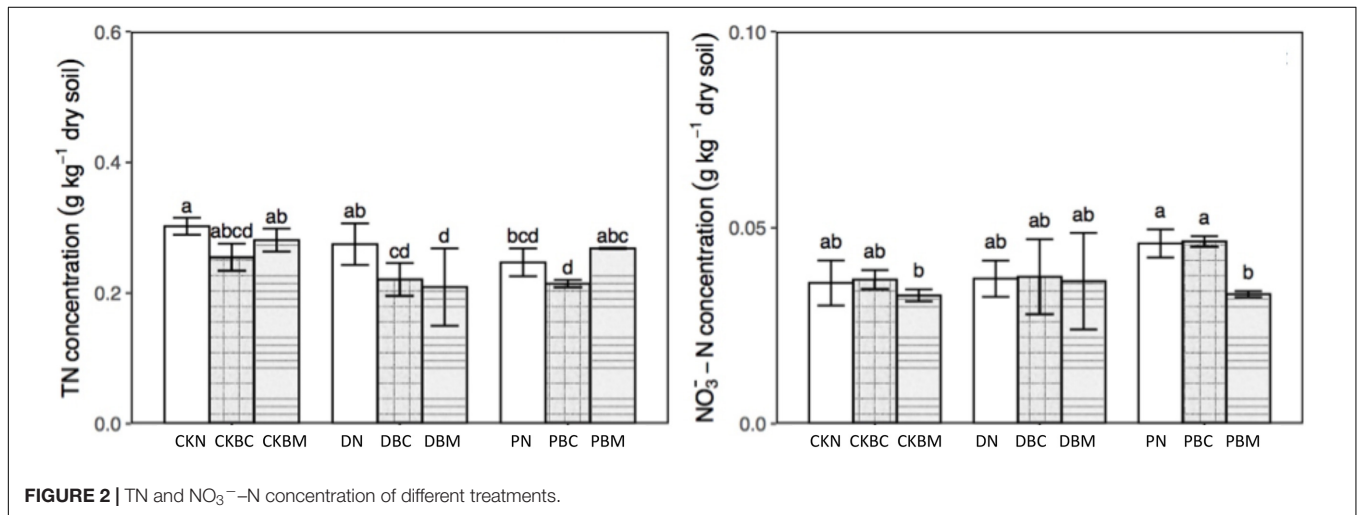 TN concentration (g kg⁻¹ dry soil)
0.6
0.4
0.2
0.0
a
abcd
ab
ab
cd
d
bcd
d
abc
CKN CKBC CKBM DN DBC DBM PN PBC PBM
NO₃⁻ – N concentration (g kg⁻¹ dry soil)
0.10
0.05
0.0
ab
ab
b
ab
ab
ab
a
a
b
CKN CKBC CKBM DN DBC DBM PN PBC PBM
FIGURE 2 | TN and NO₃⁻–N concentration of different treatments.